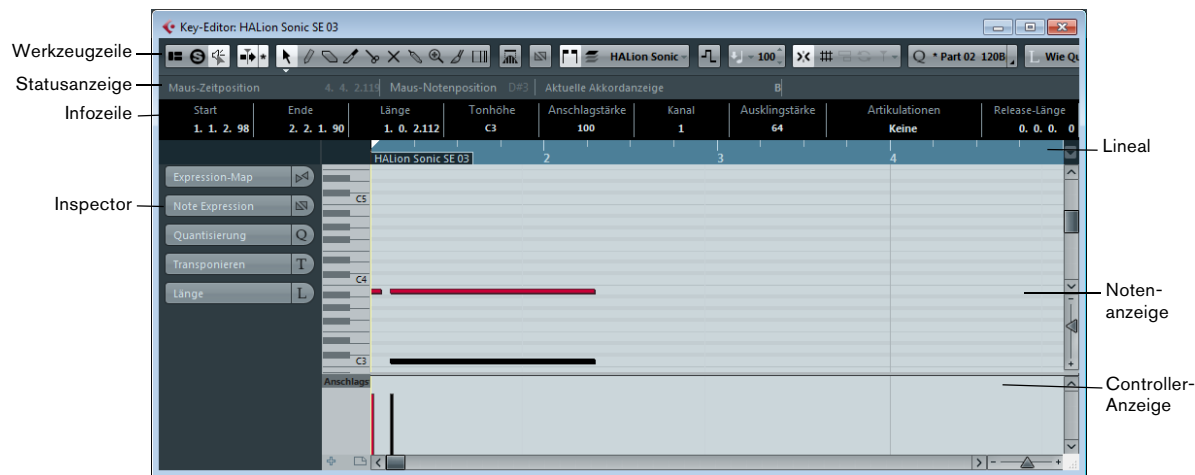 Key-Editor: HALion Sonic SE 03
Werkzeugzeile
HALion Sonic
100
Q * Part 02 120B
L Wie Qu
Statusanzeige
Maus-Zeitposition 4. 4. 2.119 Maus-Notenposition D#3 Aktuelle Akkordanzeige B
Infozeile
Start Ende Länge Tonhöhe Anschlagstärke Kanal Ausklingstärke Artikulationen Release-Länge
1. 1. 2. 98 2. 2. 1. 90 1. 0. 2.112 C3 100 1 64 Keine 0. 0. 0. 0
Lineal
HALion Sonic SE 03 2 3 4
Expression-Map
C5
Inspector
Note Expression
Quantisierung Q
Transponieren T
C4
Länge L
Noten-
anzeige
C3
Anschlags
Controller-
Anzeige